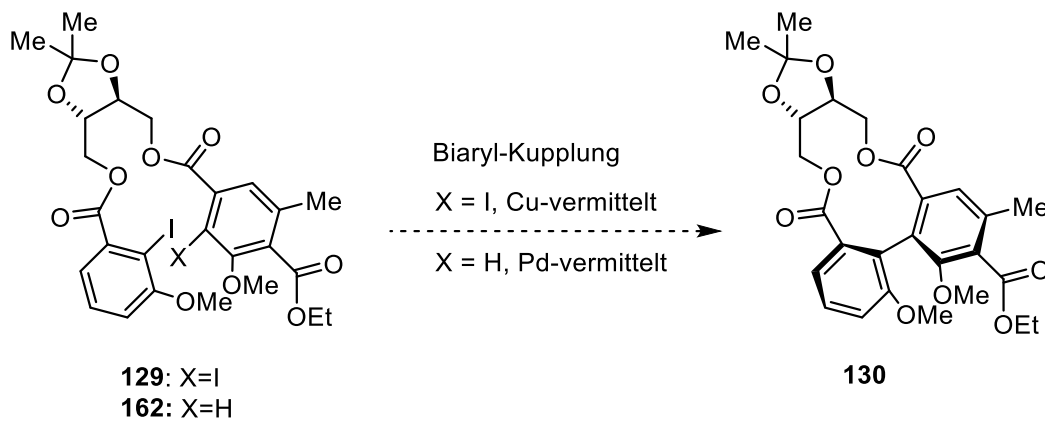 Me
Me
O
O
O
O
O
O
I
X
Me
OMe
OMe
O
OEt
Biaryl-Kupplung
X = I, Cu-vermittelt
X = H, Pd-vermittelt
Me
Me
O
O
O
O
O
O
Me
OMe
OMe
O
OEt
129: X=I
162: X=H
130